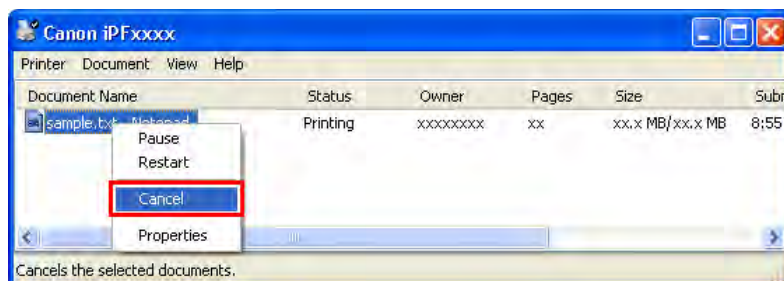 Canon iPFxxxx
Printer Document View Help
Document Name Status Owner Pages Size Subr
sample.txt - Notepad Printing xxxxxxxx xx xx.x MB/xx.x MB 8:55
Pause
Restart
Cancel
Properties
Cancels the selected documents.